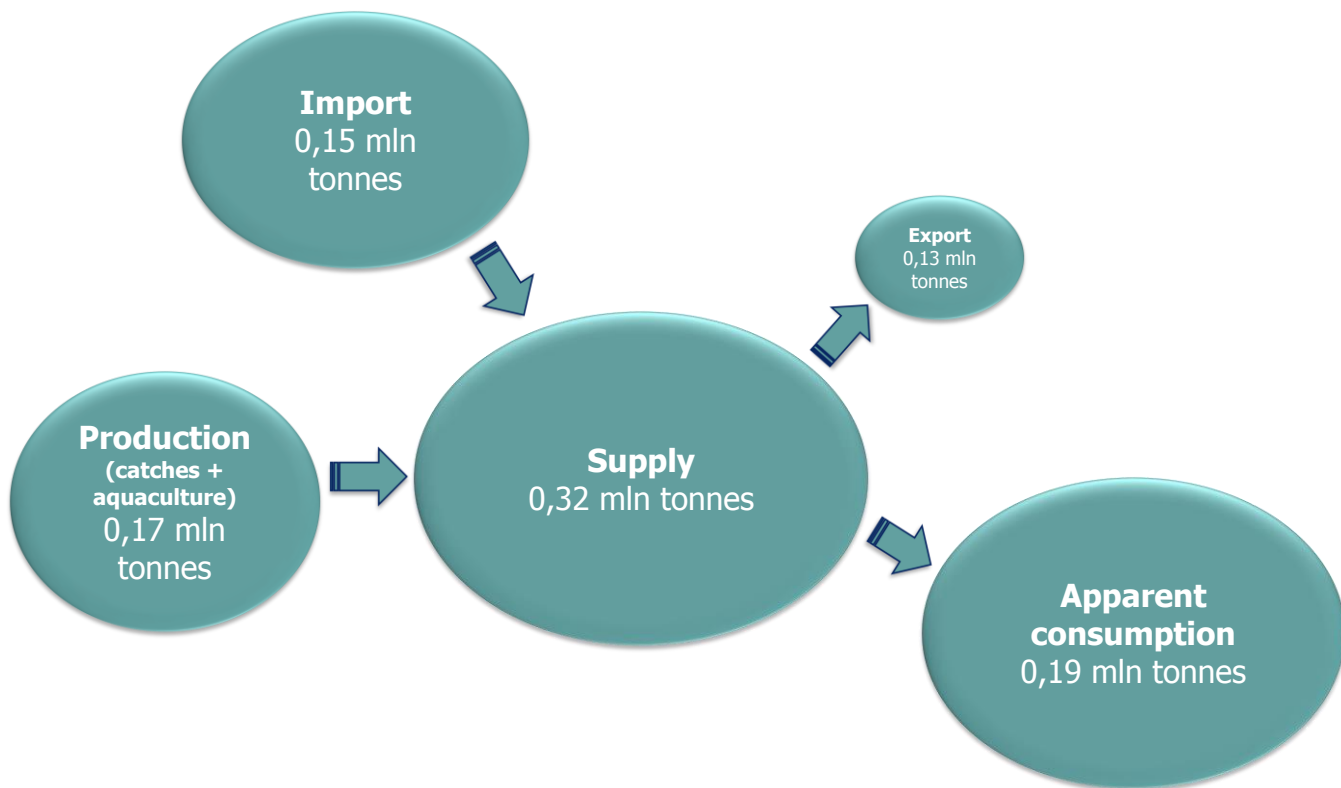 Import
0,15 mln
tonnes
Export
0,13 mln
tonnes
Production
(catches +
aquaculture)
0,17 mln
tonnes
Supply
0,32 mln tonnes
Apparent
consumption
0,19 mln tonnes